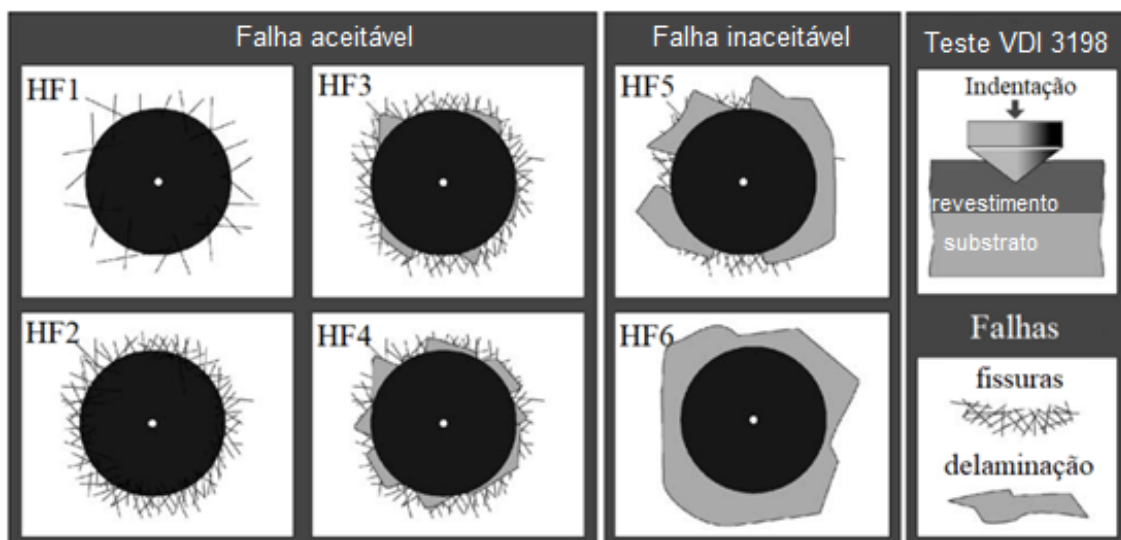 Falha aceitável
HF1
HF3
HF2
HF4
Falha inaceitável
HF5
HF6
Teste VDI 3198
Indentação
revestimento
substrato
Falhas
fissuras
delaminação